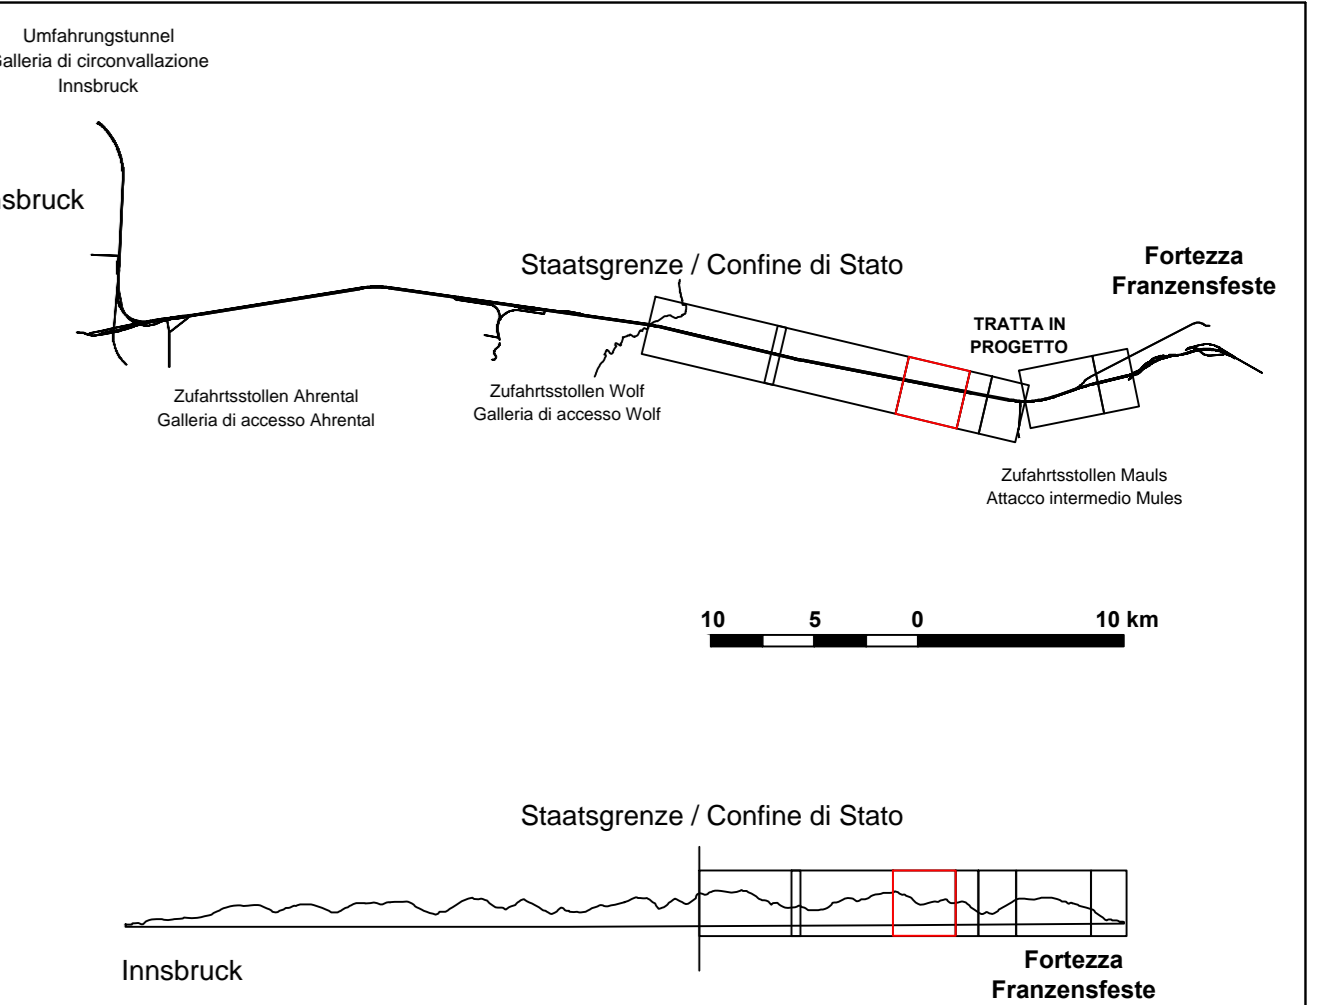 Umfahrungstunnel
Galleria di circonvallazione
Innsbruck
nsbruck
Staatsgrenze / Confine di Stato
Fortezza
Franzensfeste
TRATTA IN
PROGETTO
Zufahrtsstollen Ahrental
Galleria di accesso Ahrental
Zufahrtsstollen Wolf
Galleria di accesso Wolf
Zufahrtsstollen Mauls
Attacco intermedio Mules
10 5 0 10 km
Staatsgrenze / Confine di Stato
Innsbruck
Fortezza
Franzensfeste